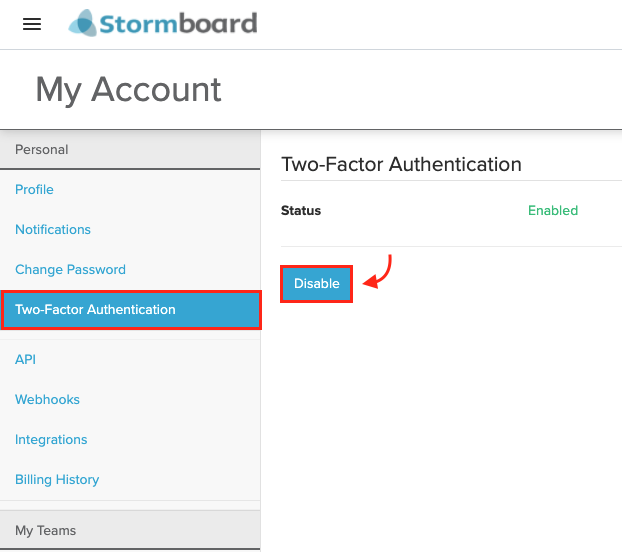 Stormboard
My Account
Personal
Profile
Notifications
Change Password
Two-Factor Authentication
API
Webhooks
Integrations
Billing History
My Teams
Two-Factor Authentication
Status Enabled
Disable